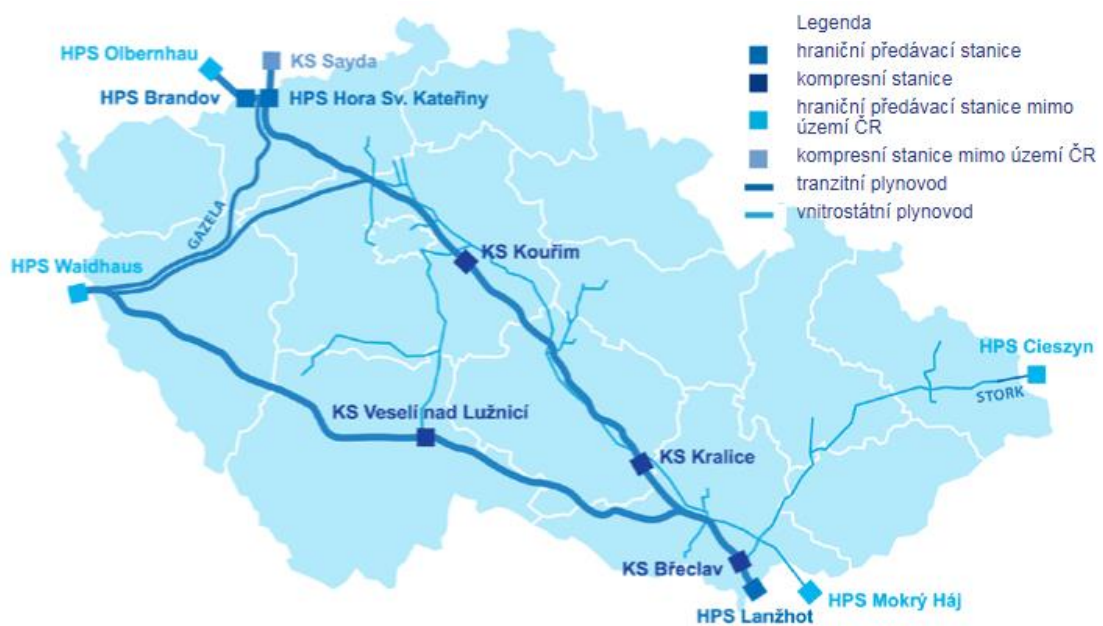 Legenda
hraniční předávací stanice
kompresní stanice
hraniční předávací stanice mimo
území ČR
kompresní stanice mimo území ČR
tranzitní plynovod
vnitrostátní plynovod
HPS Olbernhau
KS Sayda
HPS Brandov
HPS Hora Sv. Kateřiny
GAZELA
HPS Waidhaus
KS Kouřim
HPS Cieszyn
STORK
KS Veselí nad Lužnicí
KS Kralice
KS Břeclav
HPS Mokrý Háj
HPS Lanžhot